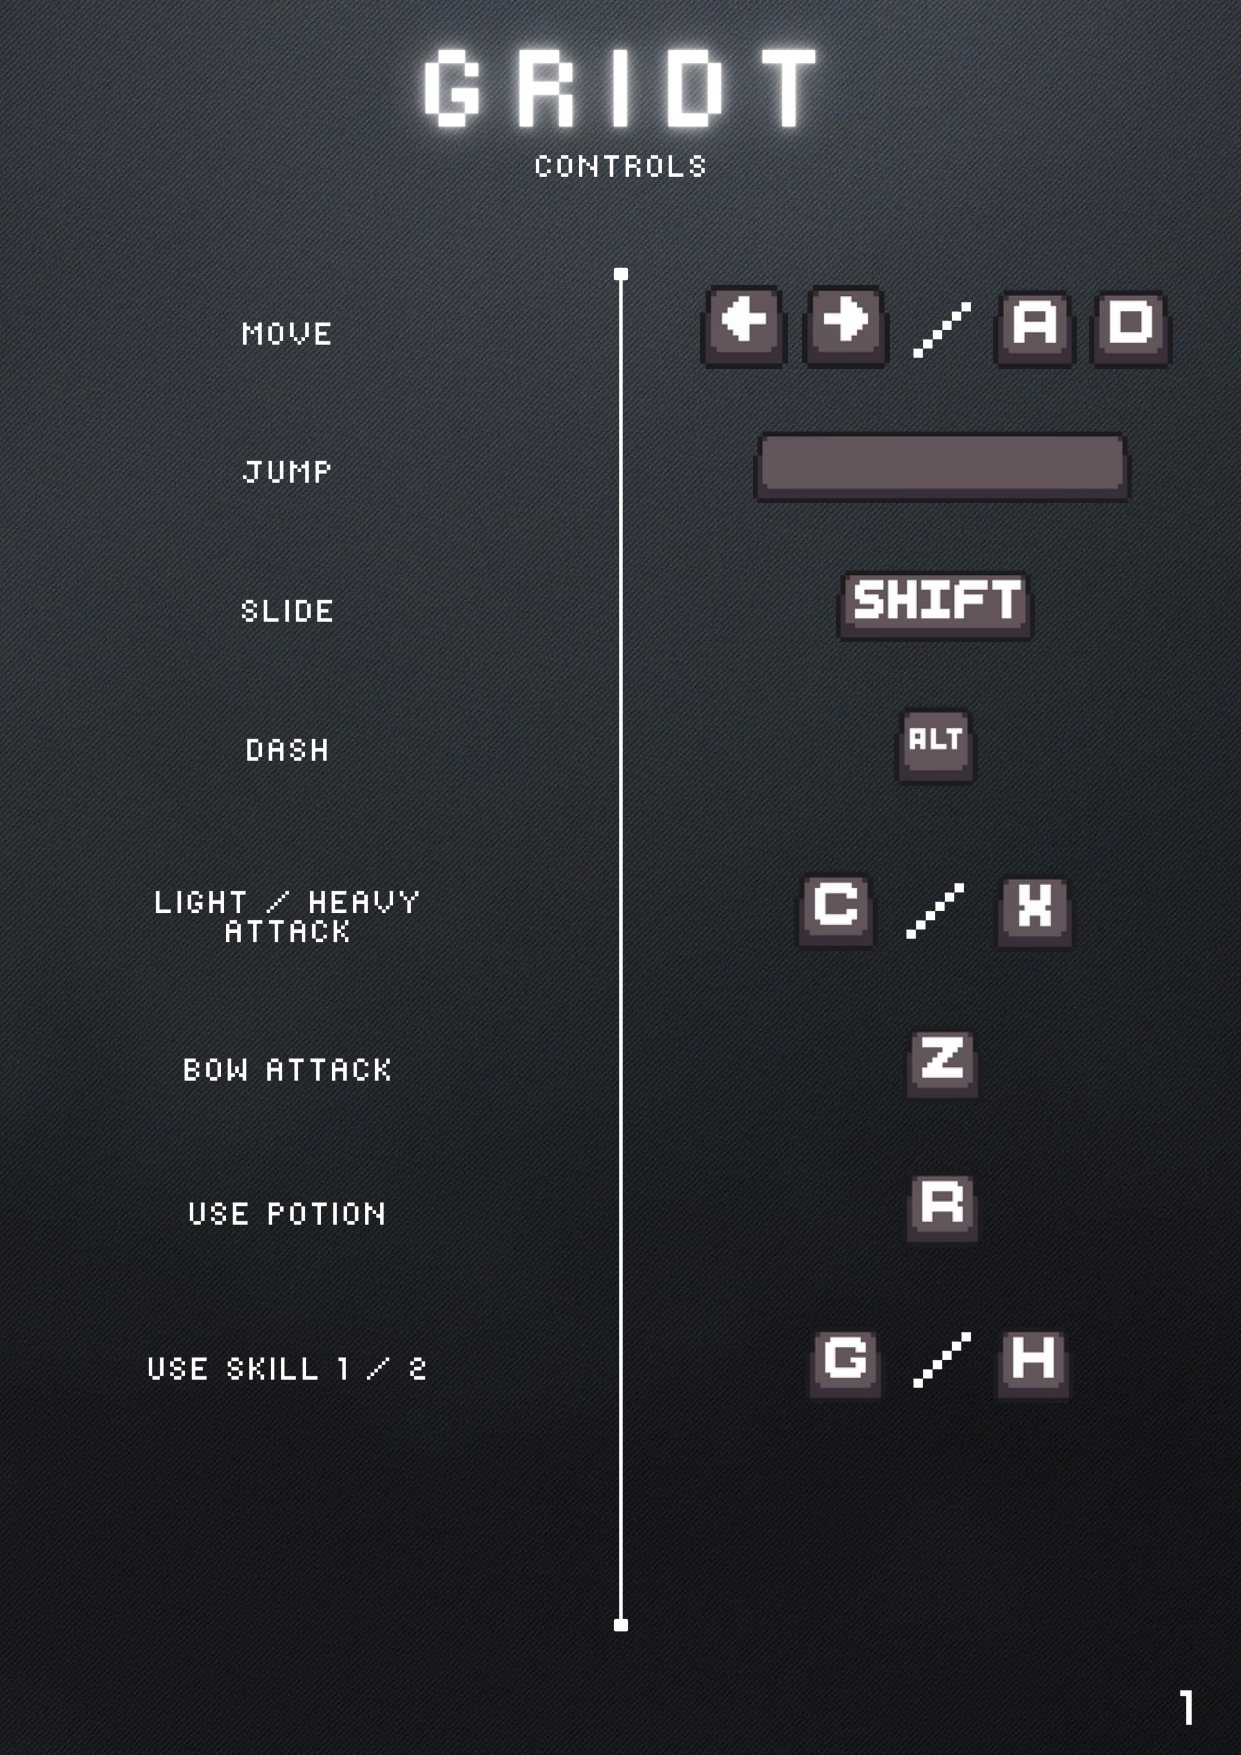 GRIDT
CONTROLS
MOVE
← → / A D
JUMP
SLIDE
SHIFT
DASH
ALT
LIGHT / HEAVY
ATTACK
C / X
BOW ATTACK
Z
USE POTION
R
USE SKILL 1 / 2
G / H
1